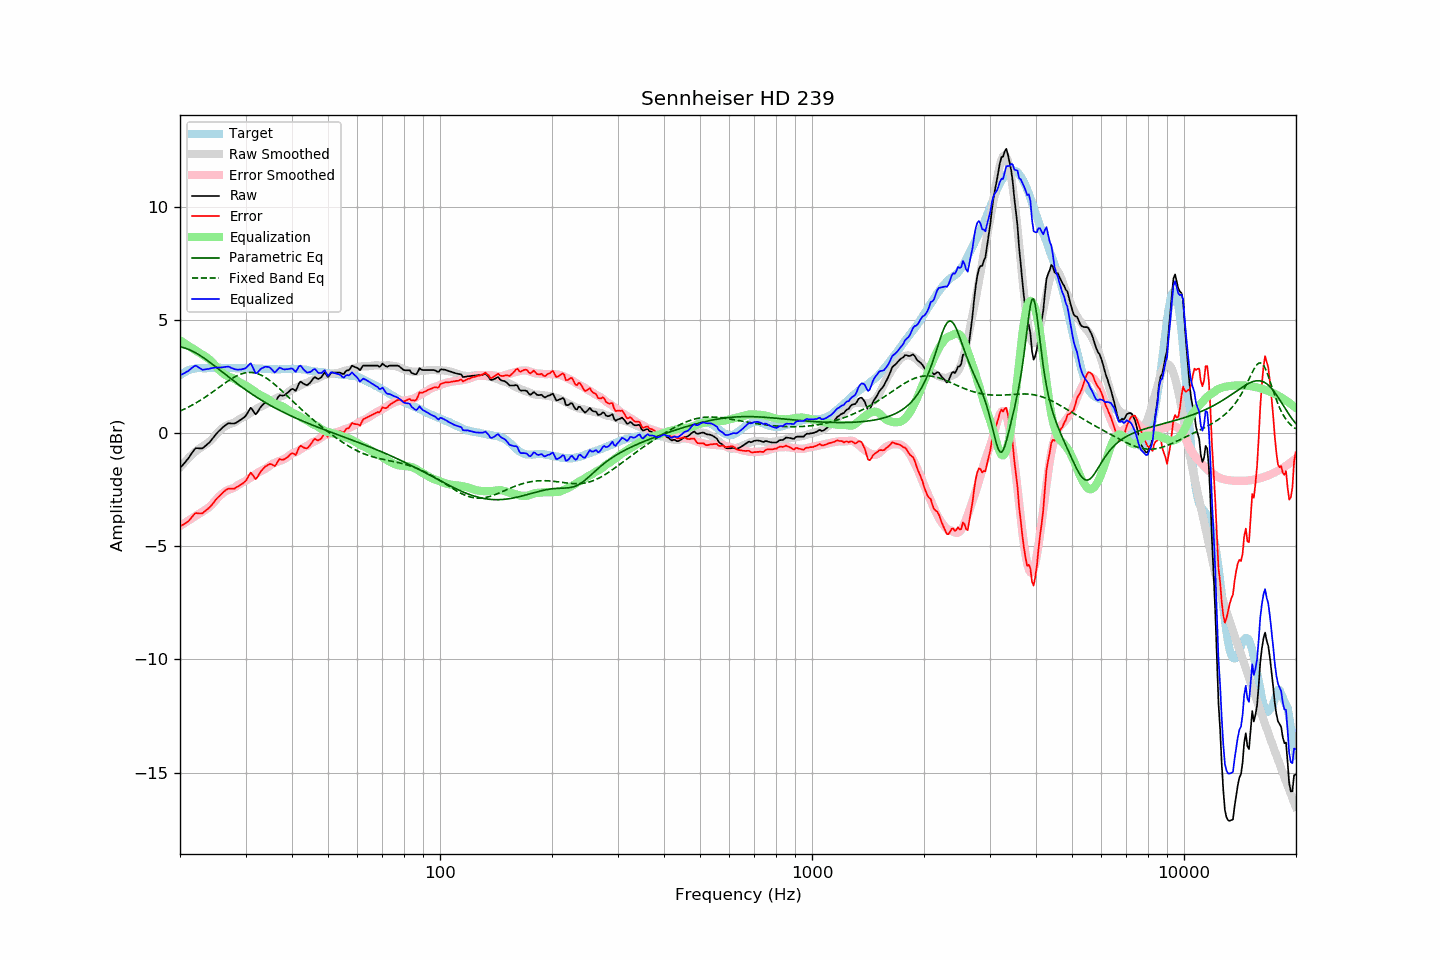 Sennheiser HD 239
Target
Raw Smoothed
Error Smoothed
Raw
Error
Equalization
Parametric Eq
Fixed Band Eq
Equalized
Amplitude (dBr)
10
5
0
−5
−10
−15
100
1000
10000
Frequency (Hz)